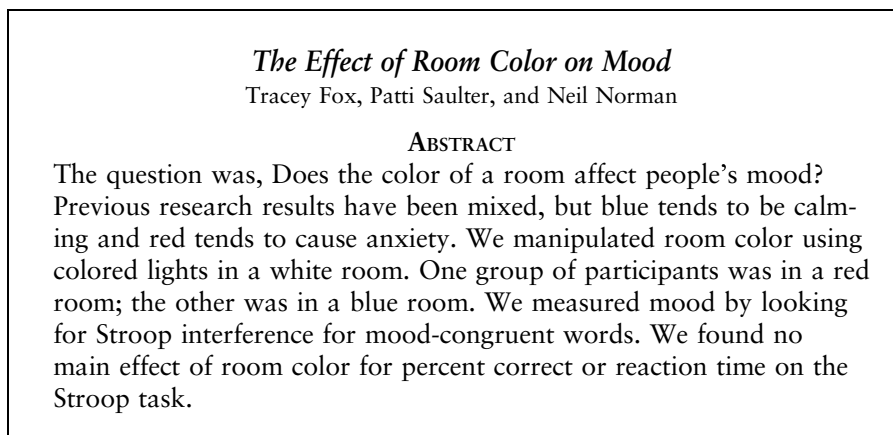 The Effect of Room Color on Mood
Tracey Fox, Patti Saulter, and Neil Norman
ABSTRACT
The question was, Does the color of a room affect people's mood?
Previous research results have been mixed, but blue tends to be calm-
ing and red tends to cause anxiety. We manipulated room color using
colored lights in a white room. One group of participants was in a red
room; the other was in a blue room. We measured mood by looking
for Stroop interference for mood-congruent words. We found no
main effect of room color for percent correct or reaction time on the
Stroop task.